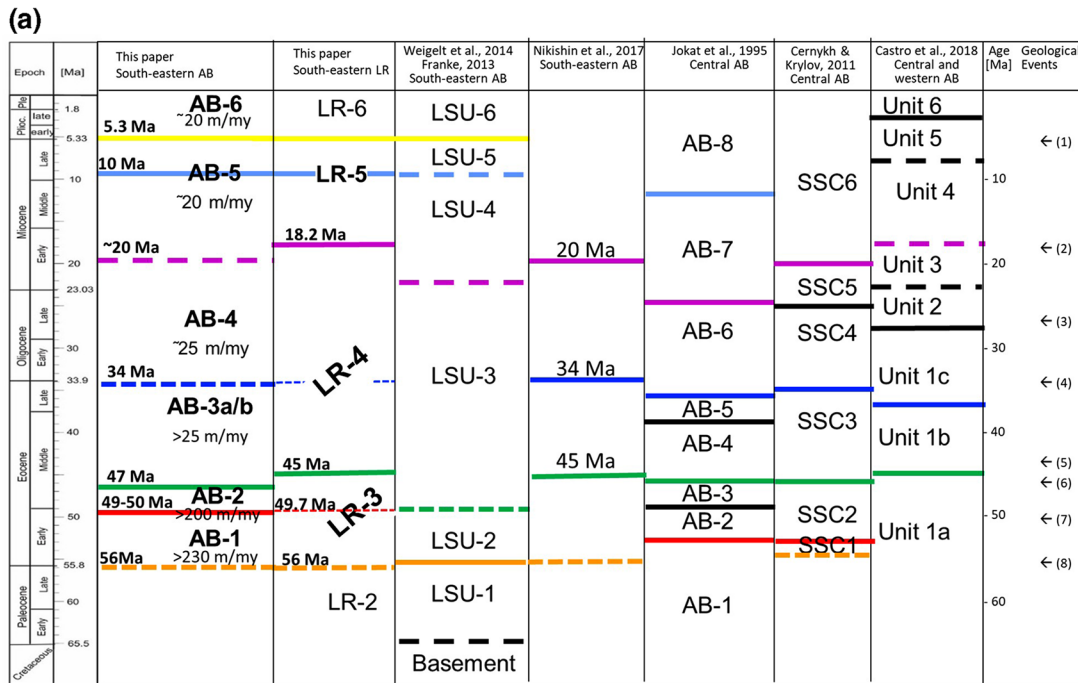 (a)
Epoch
[Ma]
This paper
South-eastern AB
This paper
South-eastern LR
Weigelt et al., 2014
Franke, 2013
South-eastern AB
Nikishin et al., 2017
South-eastern AB
Jokat et al., 1995
Central AB
Cernykh &
Krylov, 2011
Central AB
Castro et al., 2018
Central and
western AB
Age
[Ma]
Geological
Events
Ple
Plioc.
late
early
Miocene
Late
Middle
Early
Oligocene
Late
Early
Eocene
Late
Middle
Early
Paleocene
Late
Early
Cretaceous
1.8
5.33
10
20
23.03
30
33.9
40
50
55.8
60
65.5
AB-6
~20 m/my
5.3 Ma
10 Ma
AB-5
~20 m/my
~20 Ma
AB-4
~25 m/my
34 Ma
AB-3a/b
>25 m/my
47 Ma
AB-2
49-50 Ma
>200 m/my
AB-1
>230 m/my
56Ma
LR-6
LR-5
18.2 Ma
LR-4
45 Ma
LR-3
49.7 Ma
56 Ma
LR-2
LSU-6
LSU-5
LSU-4
LSU-3
LSU-2
LSU-1
Basement
20 Ma
34 Ma
45 Ma
AB-8
AB-7
AB-6
AB-5
AB-4
AB-3
AB-2
AB-1
SSC6
SSC5
SSC4
SSC3
SSC2
SSC1
Unit 6
Unit 5
Unit 4
Unit 3
Unit 2
Unit 1c
Unit 1b
Unit 1a
- 10
- 20
- 30
- 40
- 50
- 60
← (1)
← (2)
← (3)
← (4)
← (5)
← (6)
← (7)
← (8)